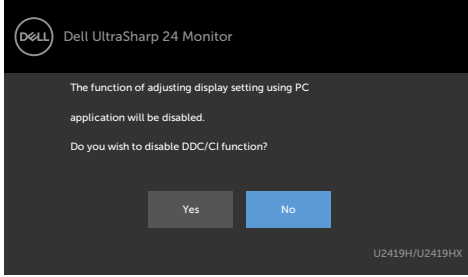 DELL
Dell UltraSharp 24 Monitor
The function of adjusting display setting using PC
application will be disabled.
Do you wish to disable DDC/CI function?
Yes
No
U2419H/U2419HX